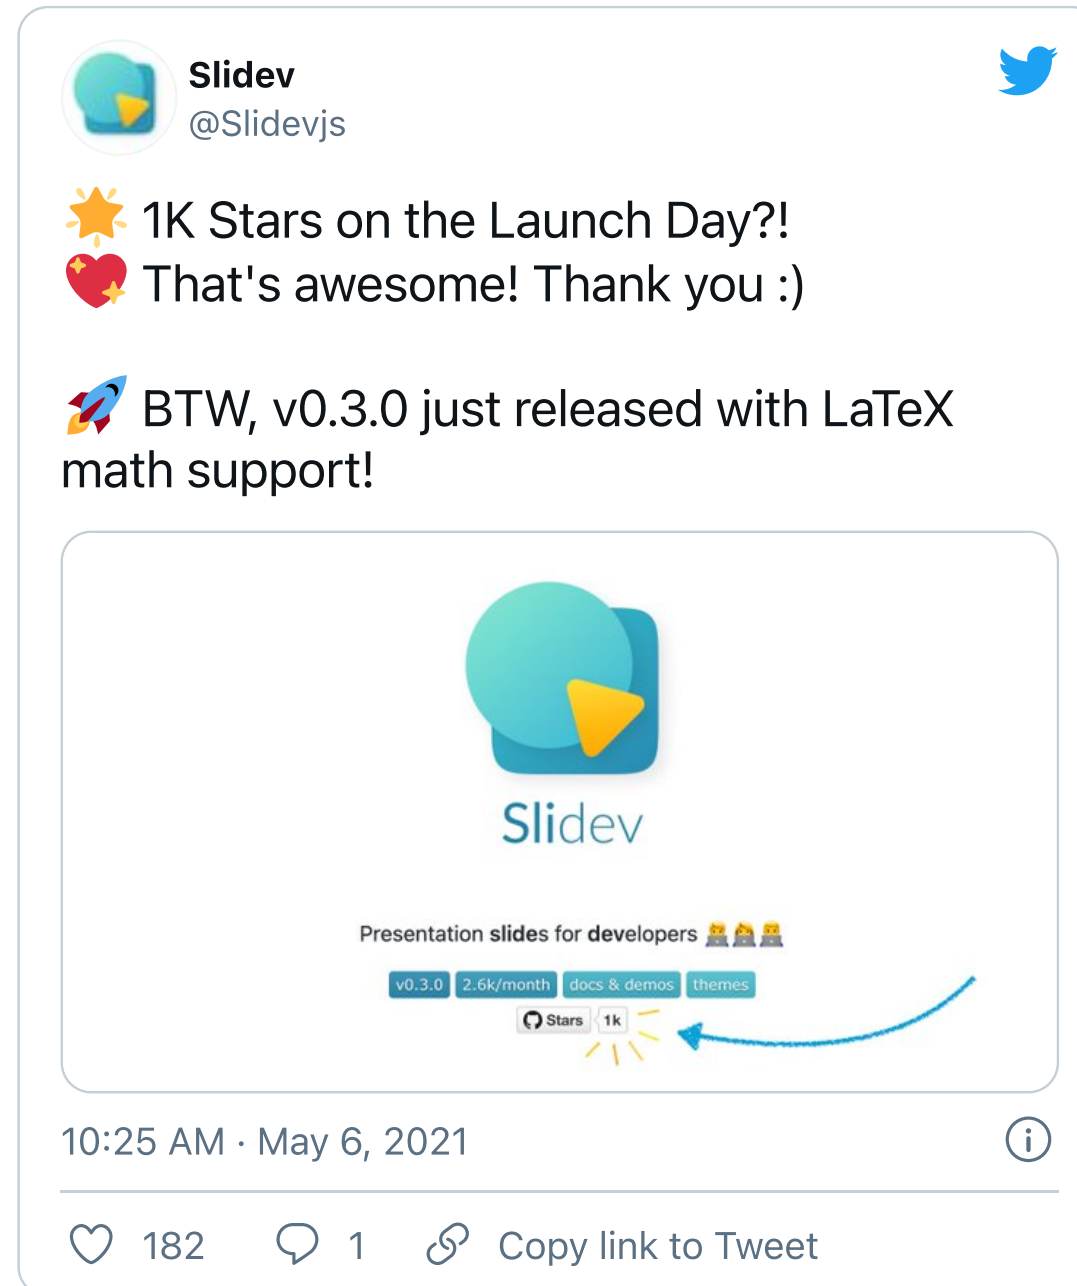 Slidev
@Slidevjs
🌟 1K Stars on the Launch Day?!
💖 That's awesome! Thank you :)
🚀 BTW, v0.3.0 just released with LaTeX
math support!
Slidev
Presentation slides for developers 🧑‍💻👩‍💻👨‍💻
v0.3.0 2.6k/month docs & demos themes
Stars 1k
10:25 AM · May 6, 2021
182 1 Copy link to Tweet